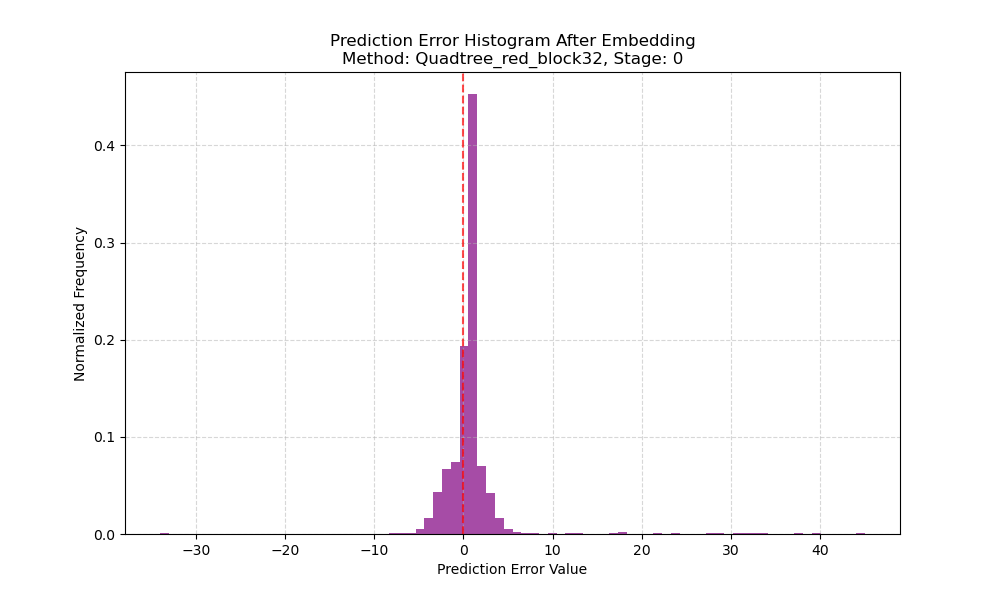 Prediction Error Histogram After Embedding
Method: Quadtree_red_block32, Stage: 0
Normalized Frequency
0.4
0.3
0.2
0.1
0.0
−30 −20 −10 0 10 20 30 40
Prediction Error Value